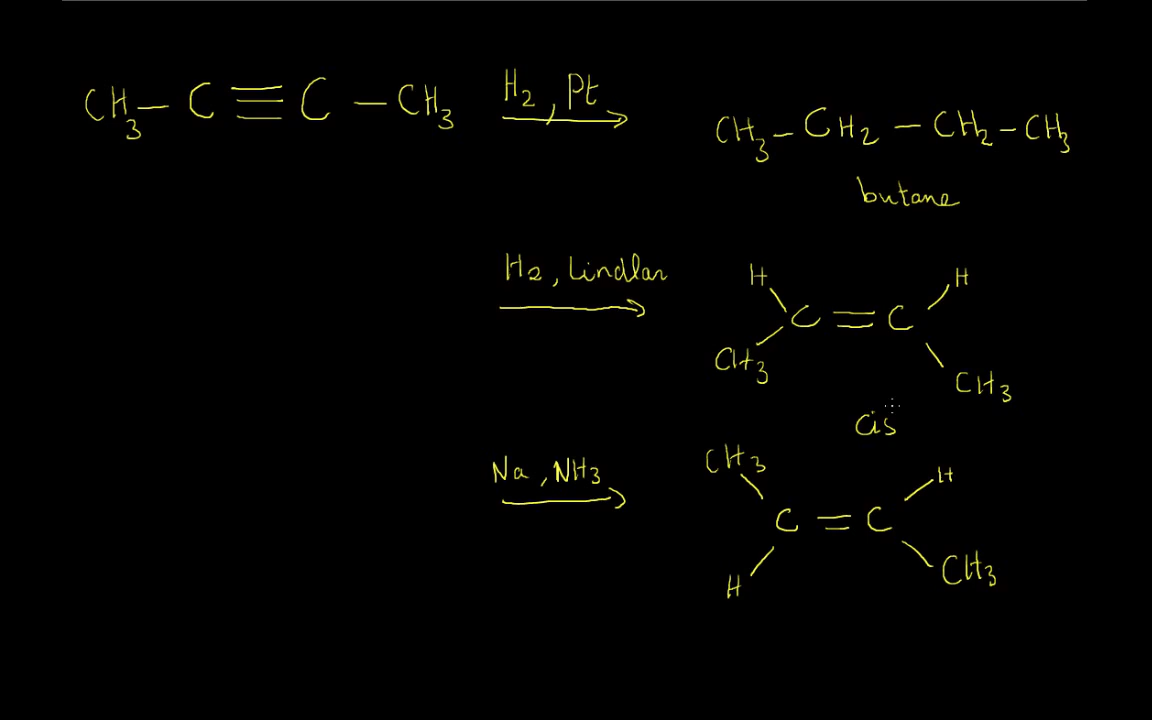 CH3 – C ≡ C – CH3
H2, Pt
CH3 – CH2 – CH2 – CH3
butane
H2, Lindlar
H H
C = C
CH3 CH3
cis
Na, NH3
CH3 H
C = C
H CH3